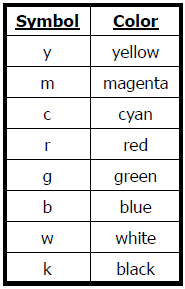 Symbol Color
y yellow
m magenta
c cyan
r red
g green
b blue
w white
k black